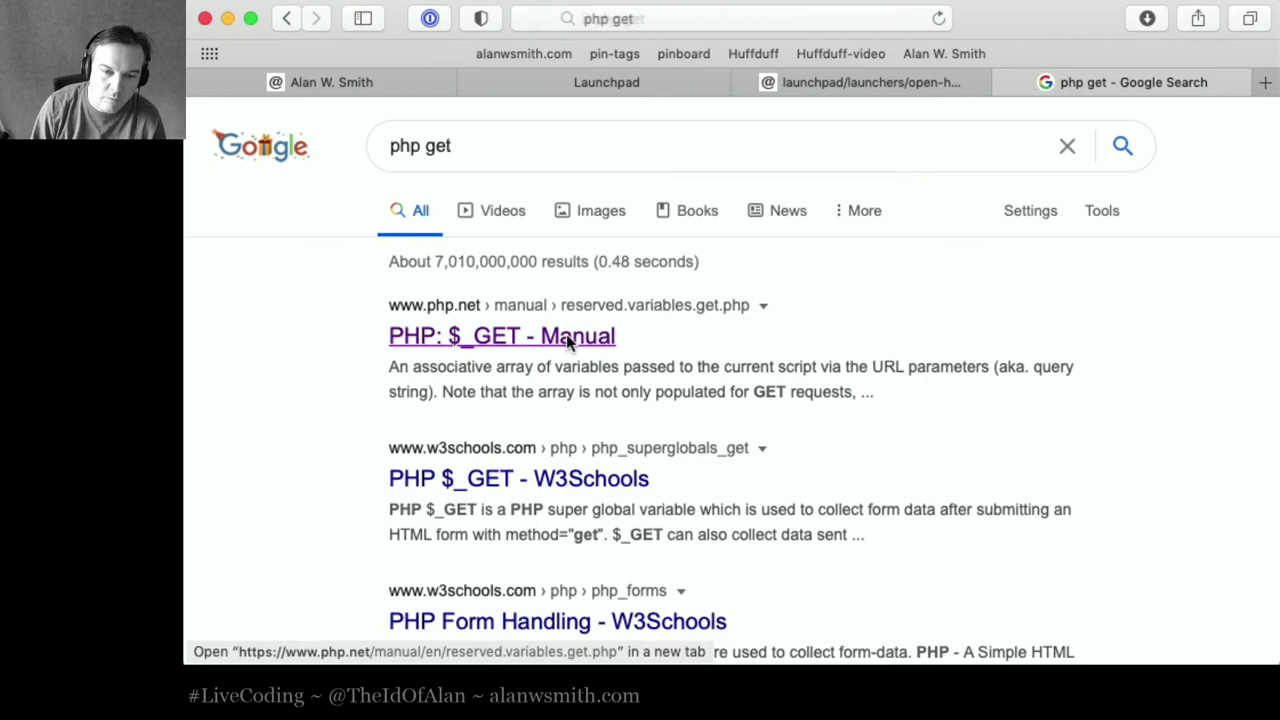 php get
alanwsmith.com pin-tags pinboard Huffduff Huffduff-video Alan W. Smith
Alan W. Smith Launchpad launchpad/launchers/open-h... php get - Google Search
Google php get
All Videos Images Books News More Settings Tools
About 7,010,000,000 results (0.48 seconds)
www.php.net › manual › reserved.variables.get.php
PHP: $_GET - Manual
An associative array of variables passed to the current script via the URL parameters (aka. query
string). Note that the array is not only populated for GET requests, ...
www.w3schools.com › php › php_superglobals_get
PHP $_GET - W3Schools
PHP $_GET is a PHP super global variable which is used to collect form data after submitting an
HTML form with method="get". $_GET can also collect data sent ...
www.w3schools.com › php › php_forms
PHP Form Handling - W3Schools
Open "https://www.php.net/manual/en/reserved.variables.get.php" in a new tab re used to collect form-data. PHP - A Simple HTML
#LiveCoding ~ @TheIdOfAlan ~ alanwsmith.com